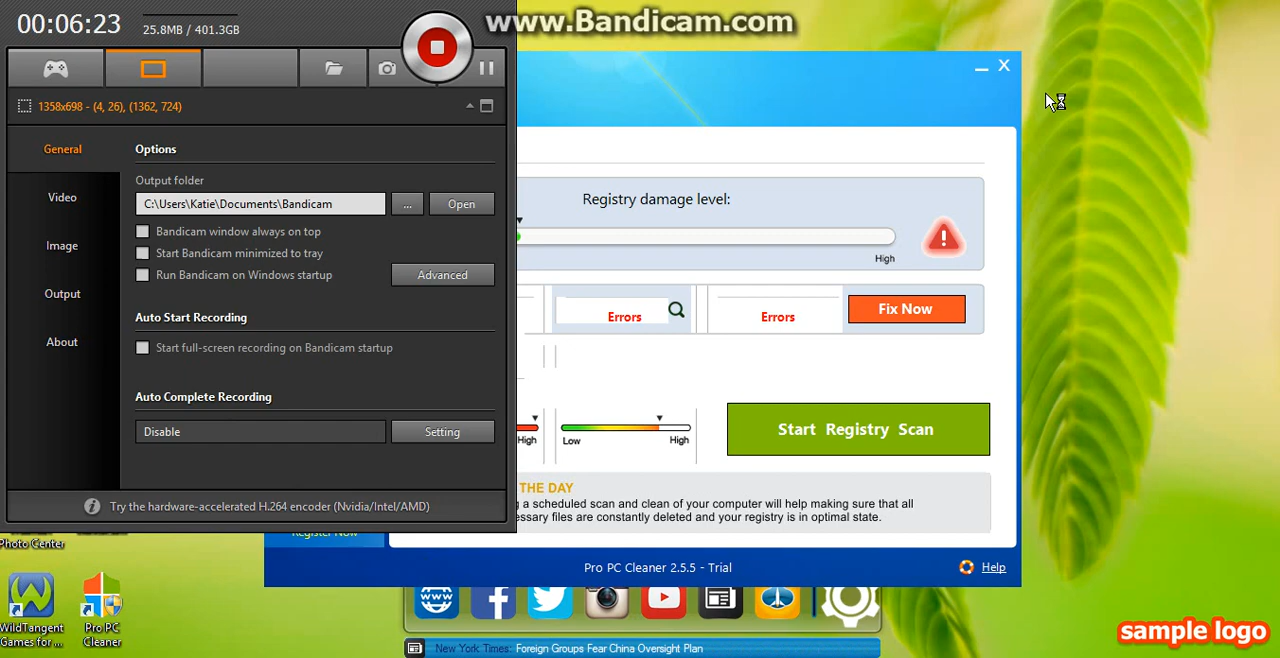 00:06:23
25.8MB / 401.3GB
www.Bandicam.com
1358x698 - (4, 26), (1362, 724)
General
Video
Image
Output
About
Options
Output folder
C:\Users\Katie\Documents\Bandicam
...
Open
Bandicam window always on top
Start Bandicam minimized to tray
Run Bandicam on Windows startup
Advanced
Auto Start Recording
Start full-screen recording on Bandicam startup
Auto Complete Recording
Disable
Setting
Try the hardware-accelerated H.264 encoder (Nvidia/Intel/AMD)
Registry damage level:
High
Errors
Errors
Fix Now
High
Low
High
Start Registry Scan
THE DAY
g a scheduled scan and clean of your computer will help making sure that all
essary files are constantly deleted and your registry is in optimal state.
Register Now
Pro PC Cleaner 2.5.5 - Trial
Help
Photo Center
WildTangent
Games for ...
Pro PC
Cleaner
www
New York Times: Foreign Groups Fear China Oversight Plan
sample logo